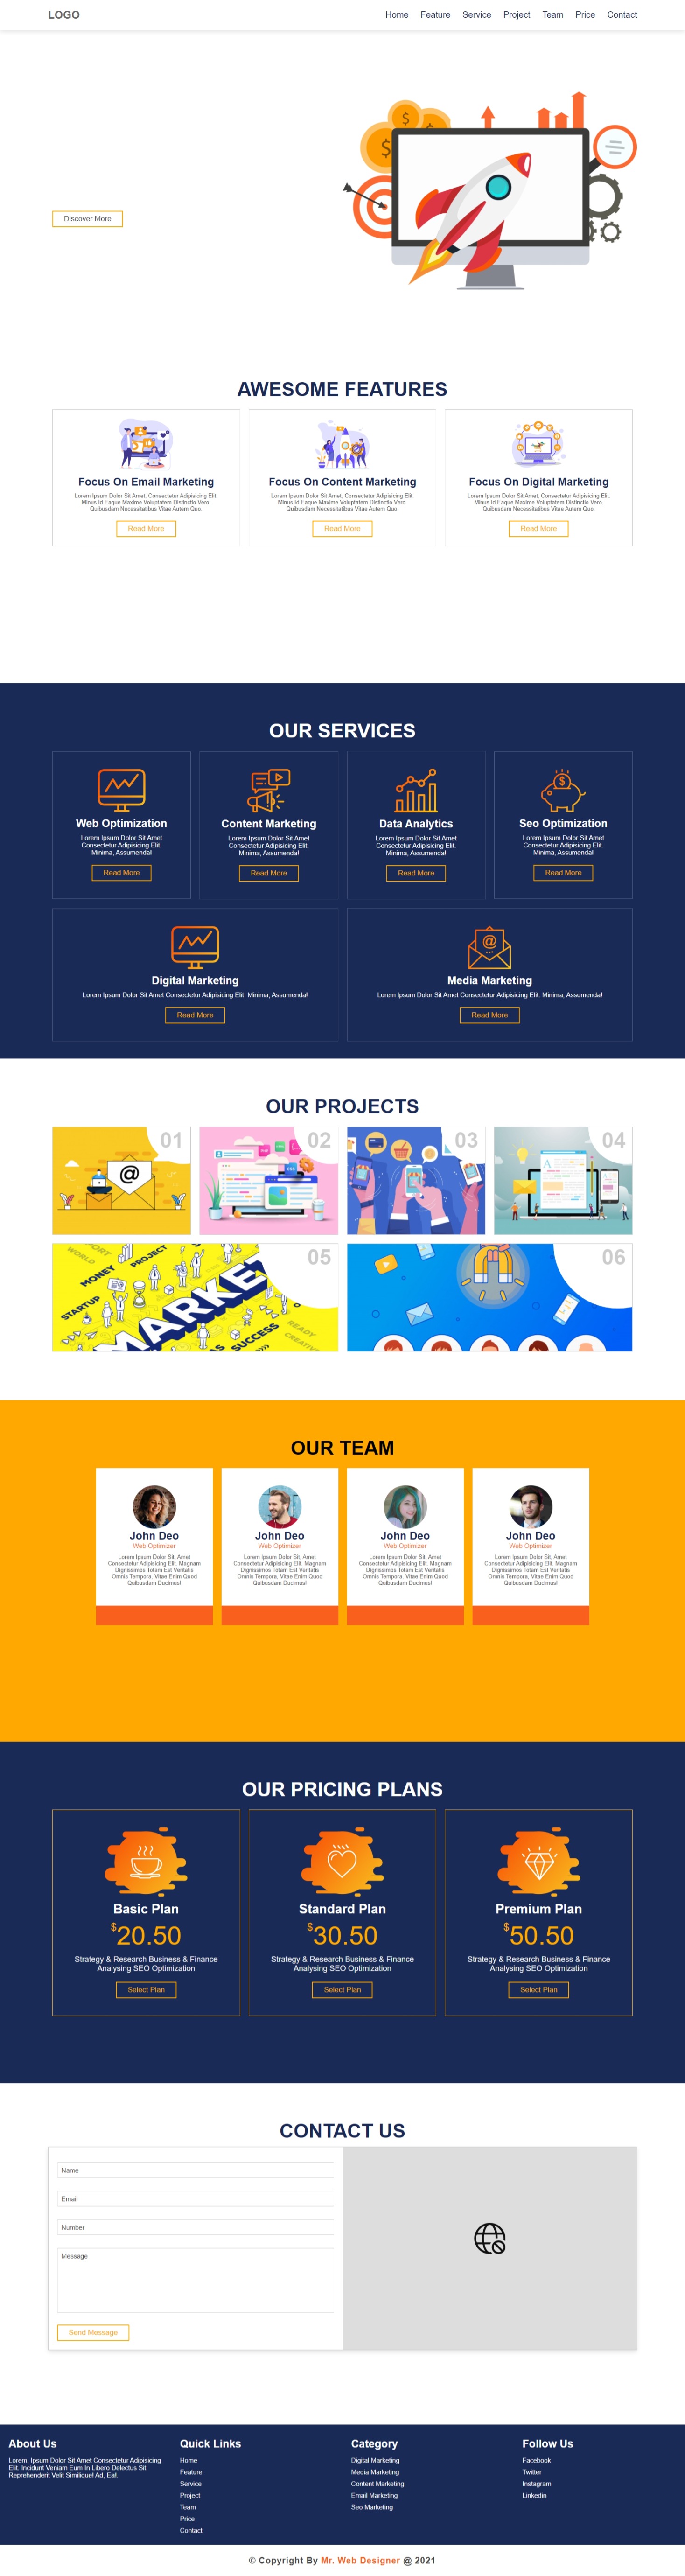 LOGO
Home Feature Service Project Team Price Contact
$
$
Discover More
AWESOME FEATURES
Focus On Email Marketing
Lorem Ipsum Dolor Sit Amet, Consectetur Adipisicing Elit.
Minus Id Eaque Maxime Voluptatem Distinctio Vero.
Quibusdam Necessitatibus Vitae Autem Quo.
Read More
Focus On Content Marketing
Lorem Ipsum Dolor Sit Amet, Consectetur Adipisicing Elit.
Minus Id Eaque Maxime Voluptatem Distinctio Vero.
Quibusdam Necessitatibus Vitae Autem Quo.
Read More
Focus On Digital Marketing
Lorem Ipsum Dolor Sit Amet, Consectetur Adipisicing Elit.
Minus Id Eaque Maxime Voluptatem Distinctio Vero.
Quibusdam Necessitatibus Vitae Autem Quo.
Read More
OUR SERVICES
Web Optimization
Lorem Ipsum Dolor Sit Amet
Consectetur Adipisicing Elit.
Minima, Assumenda!
Read More
Content Marketing
Lorem Ipsum Dolor Sit Amet
Consectetur Adipisicing Elit.
Minima, Assumenda!
Read More
Data Analytics
Lorem Ipsum Dolor Sit Amet
Consectetur Adipisicing Elit.
Minima, Assumenda!
Read More
$
Seo Optimization
Lorem Ipsum Dolor Sit Amet
Consectetur Adipisicing Elit.
Minima, Assumenda!
Read More
Digital Marketing
Lorem Ipsum Dolor Sit Amet Consectetur Adipisicing Elit. Minima, Assumenda!
Read More
@
Media Marketing
Lorem Ipsum Dolor Sit Amet Consectetur Adipisicing Elit. Minima, Assumenda!
Read More
OUR PROJECTS
01
@
02
CSS
03
04
A
05
WORLD
MONEY
PROJECT
STARTUP
MARKE
SUCCESS
READY
CREATIVE
06
OUR TEAM
John Deo
Web Optimizer
Lorem Ipsum Dolor Sit, Amet
Consectetur Adipisicing Elit. Magnam
Dignissimos Totam Est Veritatis
Omnis Tempora, Vitae Enim Quod
Quibusdam Ducimus!
John Deo
Web Optimizer
Lorem Ipsum Dolor Sit, Amet
Consectetur Adipisicing Elit. Magnam
Dignissimos Totam Est Veritatis
Omnis Tempora, Vitae Enim Quod
Quibusdam Ducimus!
John Deo
Web Optimizer
Lorem Ipsum Dolor Sit, Amet
Consectetur Adipisicing Elit. Magnam
Dignissimos Totam Est Veritatis
Omnis Tempora, Vitae Enim Quod
Quibusdam Ducimus!
John Deo
Web Optimizer
Lorem Ipsum Dolor Sit, Amet
Consectetur Adipisicing Elit. Magnam
Dignissimos Totam Est Veritatis
Omnis Tempora, Vitae Enim Quod
Quibusdam Ducimus!
OUR PRICING PLANS
Basic Plan
$20.50
Strategy & Research Business & Finance
Analysing SEO Optimization
Select Plan
Standard Plan
$30.50
Strategy & Research Business & Finance
Analysing SEO Optimization
Select Plan
Premium Plan
$50.50
Strategy & Research Business & Finance
Analysing SEO Optimization
Select Plan
CONTACT US
Name
Email
Number
Message
Send Message
About Us
Lorem, Ipsum Dolor Sit Amet Consectetur Adipisicing
Elit. Incidunt Veniam Eum In Libero Delectus Sit
Reprehenderit Velit Similique! Ad, Ea!.
Quick Links
Home
Feature
Service
Project
Team
Price
Contact
Category
Digital Marketing
Media Marketing
Content Marketing
Email Marketing
Seo Marketing
Follow Us
Facebook
Twitter
Instagram
Linkedin
© Copyright By Mr. Web Designer @ 2021